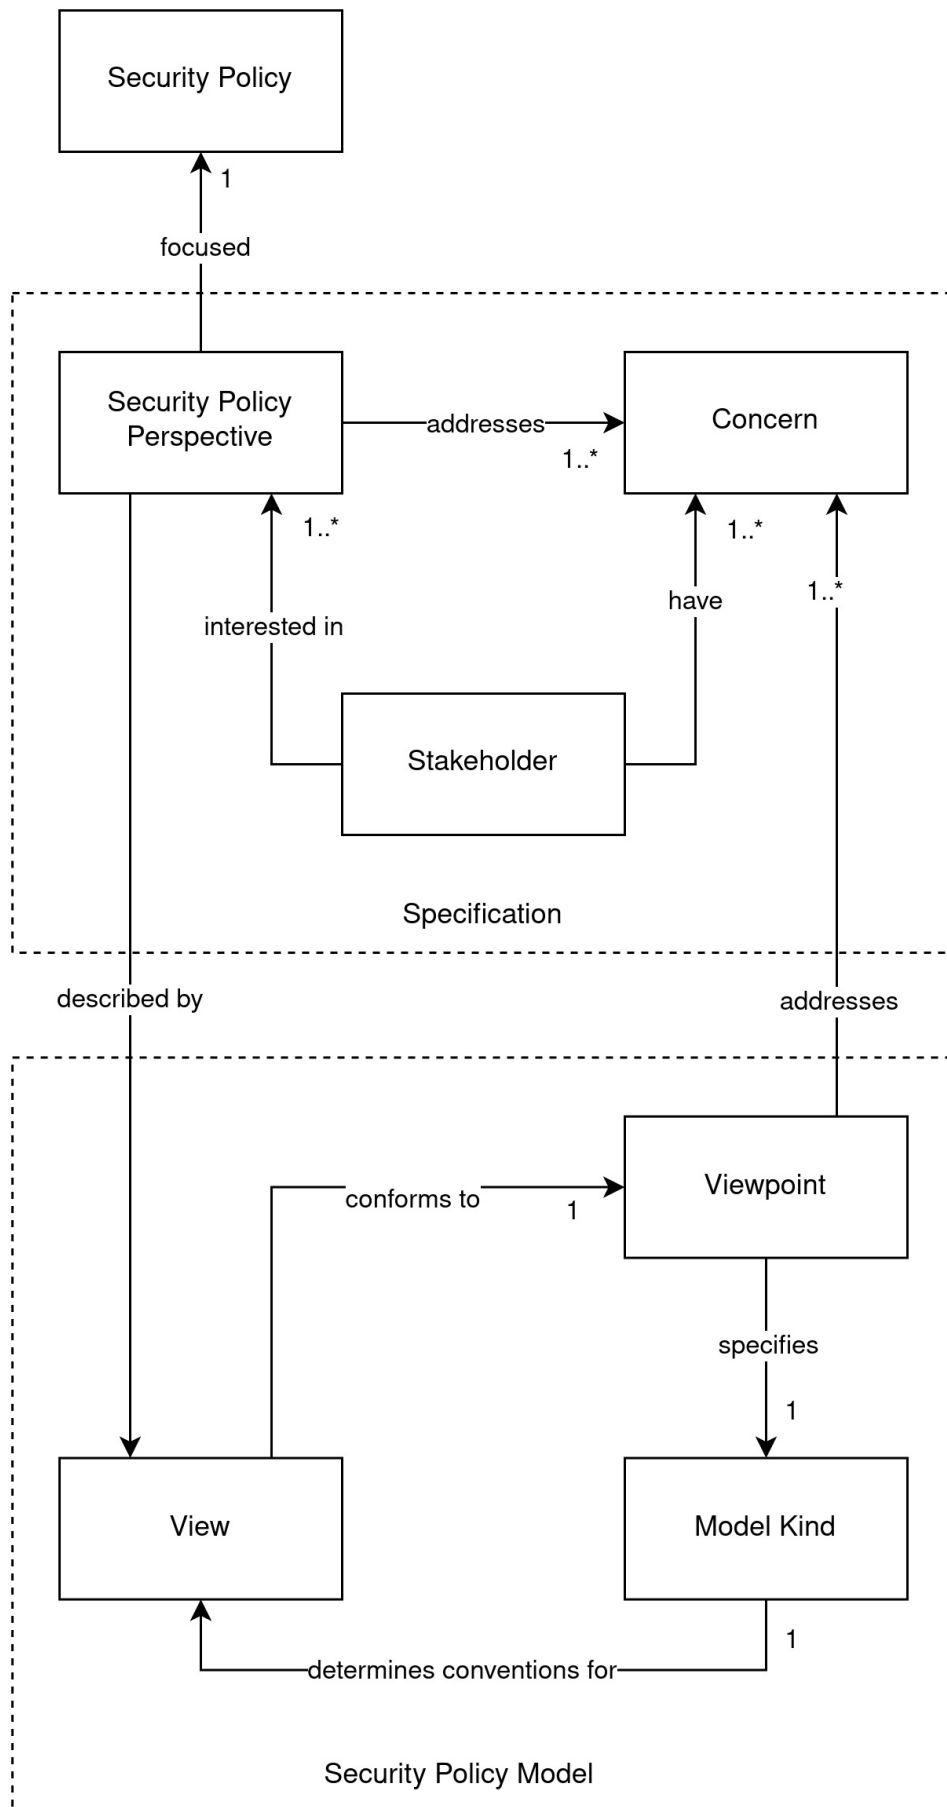 Security Policy
1
focused
Security Policy
Perspective
addresses
1..*
Concern
1..*
1..*
1..*
have
interested in
Stakeholder
Specification
described by
addresses
Viewpoint
conforms to
1
specifies
1
View
Model Kind
1
determines conventions for
Security Policy Model